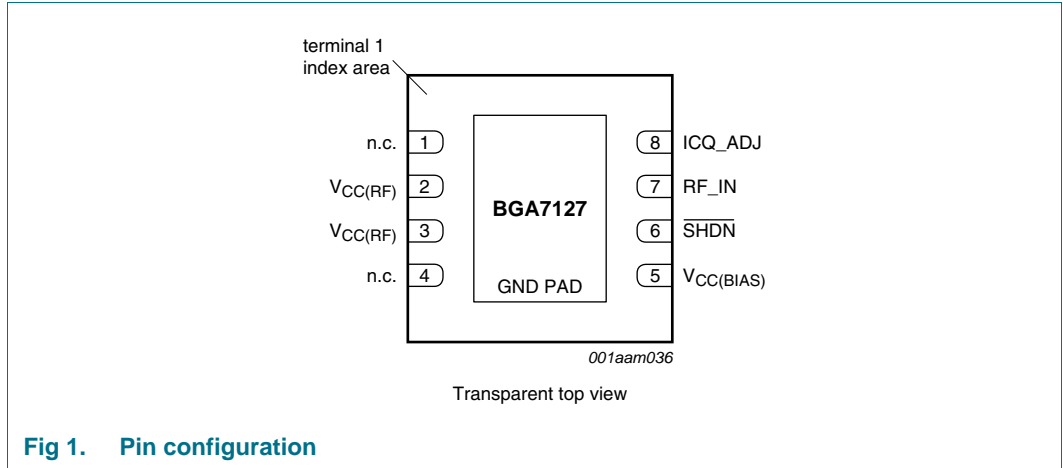 terminal 1
index area
n.c. 1
VCC(RF) 2
VCC(RF) 3
n.c. 4
BGA7127
GND PAD
8 ICQ_ADJ
7 RF_IN
6 SHDN
5 VCC(BIAS)
001aam036
Transparent top view
Fig 1. Pin configuration